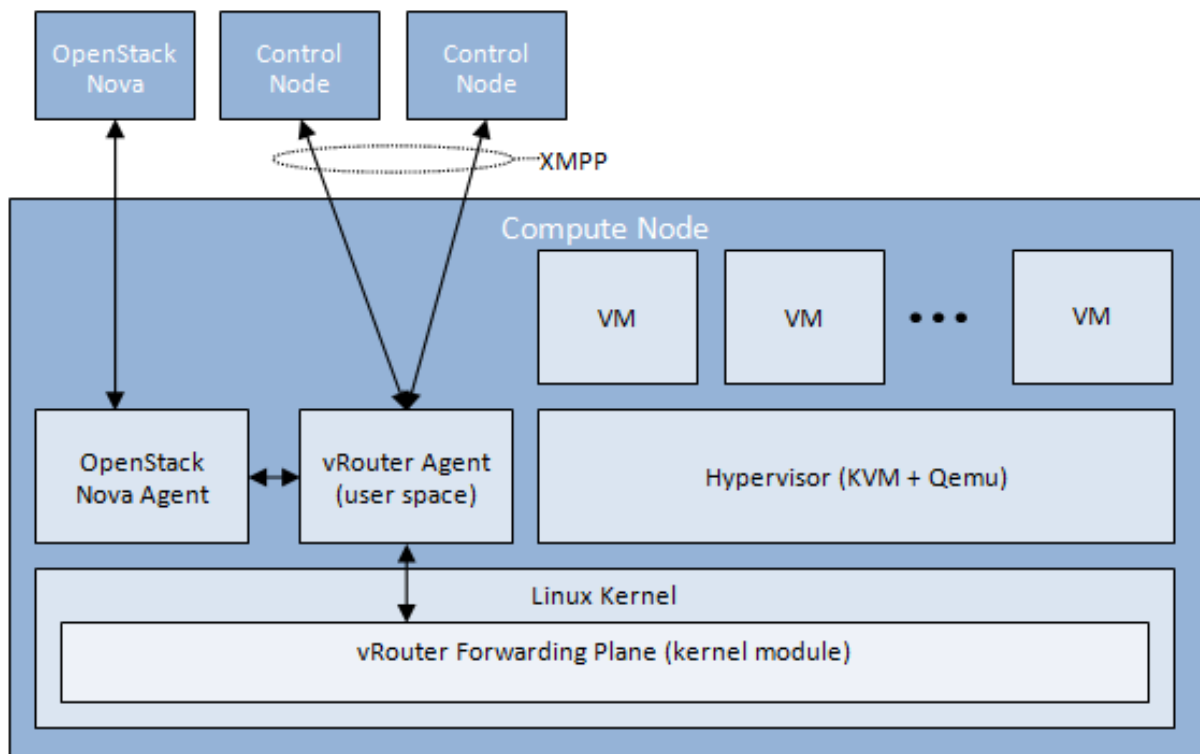 OpenStack
Nova
Control
Node
Control
Node
XMPP
Compute Node
VM
VM
•••
VM
OpenStack
Nova Agent
vRouter Agent
(user space)
Hypervisor (KVM + Qemu)
Linux Kernel
vRouter Forwarding Plane (kernel module)